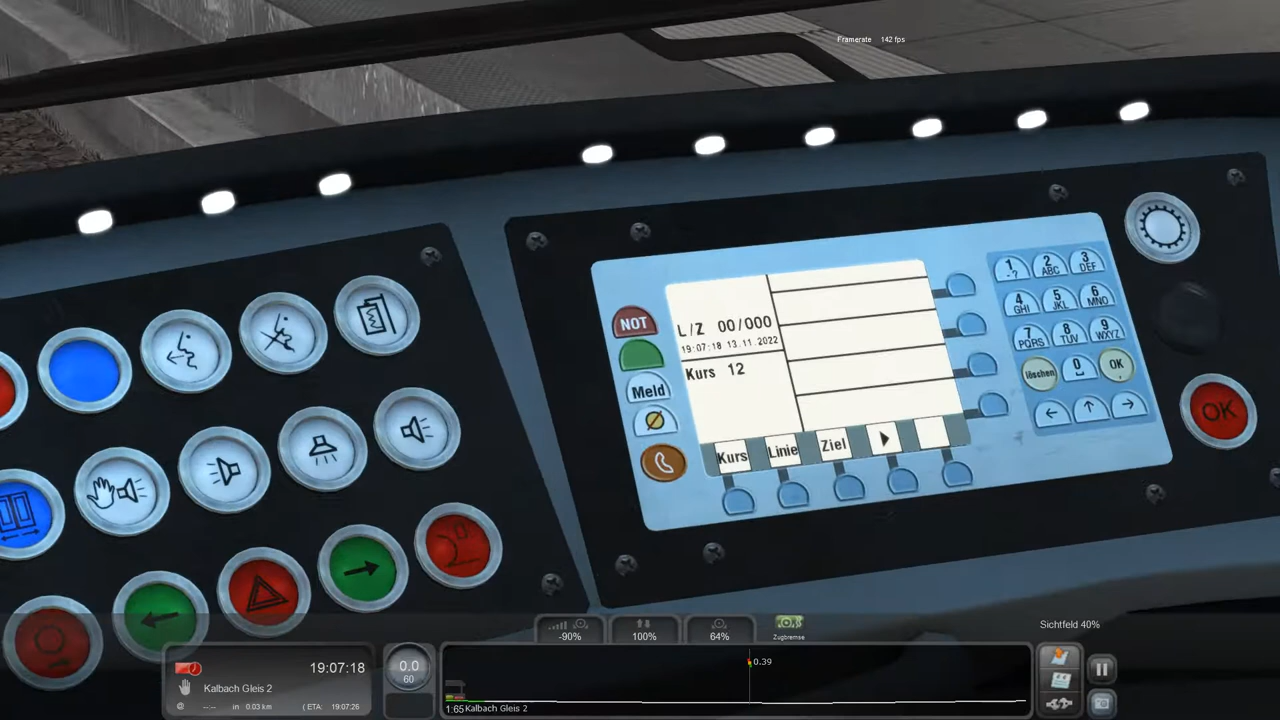 Framerate 142 fps
NOT
Meld
L/Z 00/000
19:07:18 13.11.2022
Kurs 12
Kurs Linie Ziel
1 .? 2 ABC 3 DEF
4 GHI 5 JKL 6 MNO
7 PQRS 8 TUV 9 WXYZ
löschen 0 OK
OK
Sichtfeld 40%
-90% 100% 64% Zugbremse
19:07:18
Kalbach Gleis 2
@ --:-- in 0.03 km ( ETA: 19:07:26
0.0
60
0.39
1:65 Kalbach Gleis 2